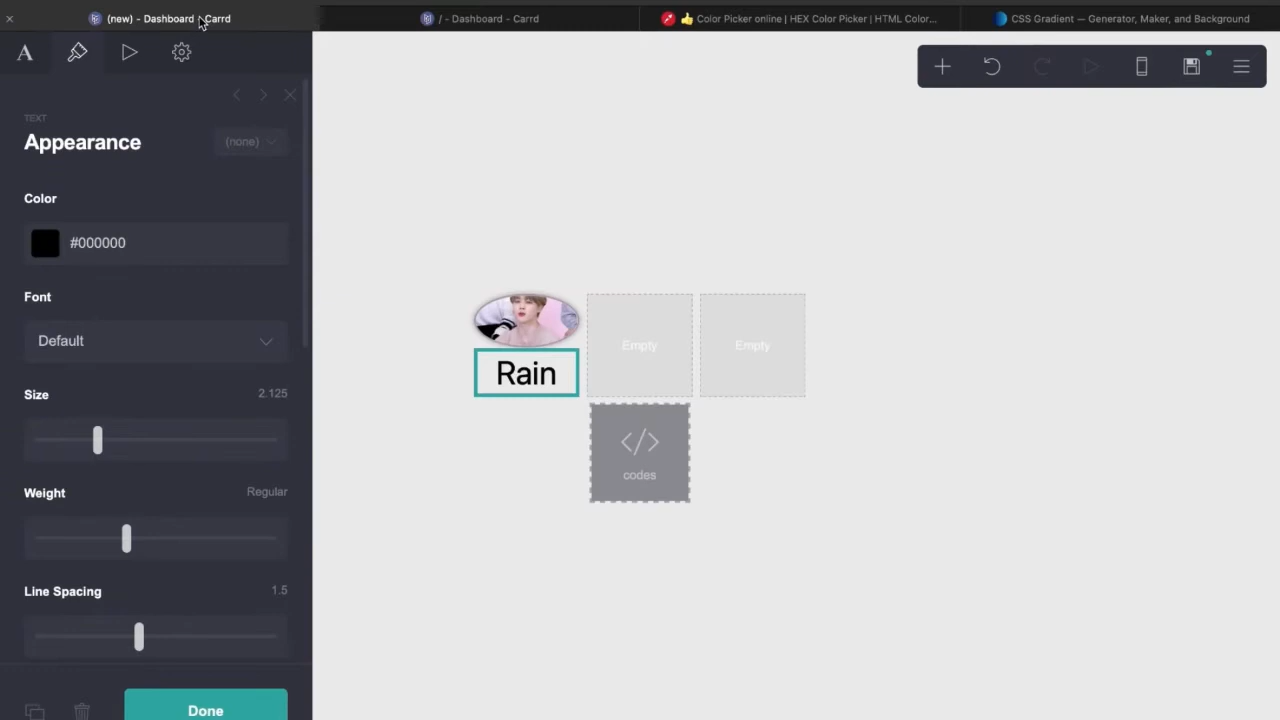 (new) - Dashboard - Carrd
/ - Dashboard - Carrd
👍 Color Picker online | HEX Color Picker | HTML Color...
CSS Gradient — Generator, Maker, and Background
A
TEXT
Appearance
(none)
Color
#000000
Font
Default
Size
2.125
Weight
Regular
Line Spacing
1.5
Done
Rain
Empty
Empty
</>
codes